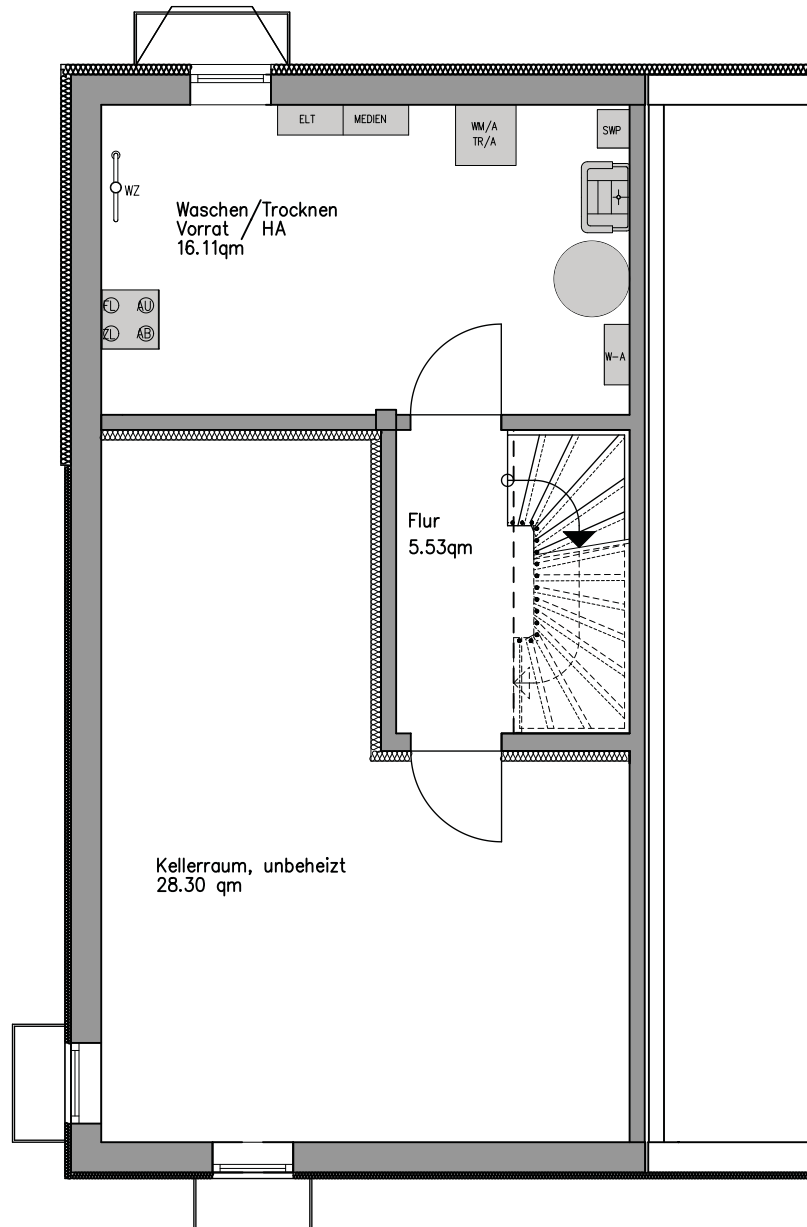 ELT
MEDIEN
WM/A
TR/A
SWP
WZ
Waschen/Trocknen
Vorrat / HA
16.11qm
FL AU
ZL AB
W-A
Flur
5.53qm
Kellerraum, unbeheizt
28.30 qm